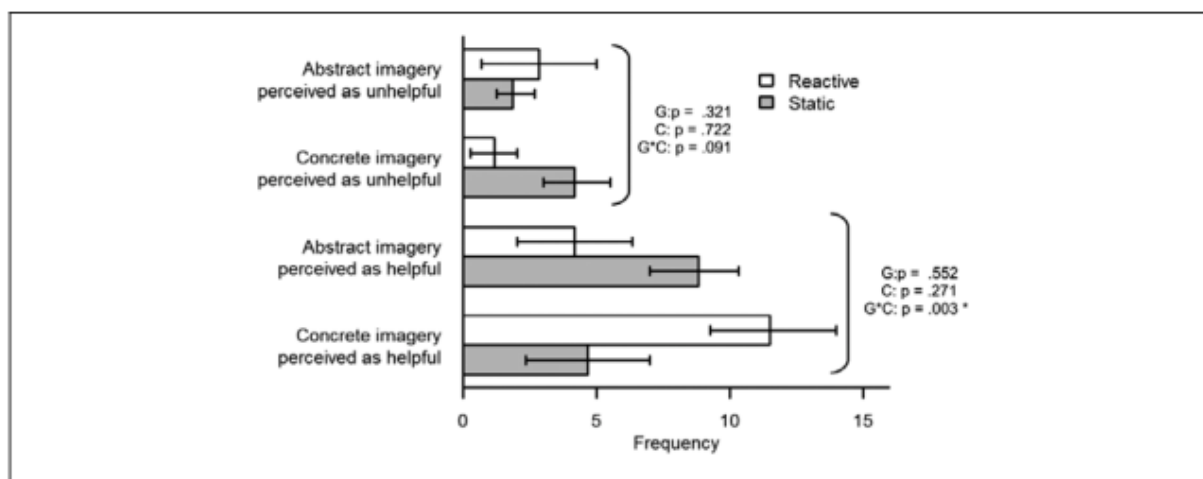 Abstract imagery
perceived as unhelpful
Reactive
Static
G:p = .321
C: p = .722
G*C: p = .091
Concrete imagery
perceived as unhelpful
Abstract imagery
perceived as helpful
G:p = .552
C: p = .271
G*C: p = .003 *
Concrete imagery
perceived as helpful
0 5 10 15
Frequency